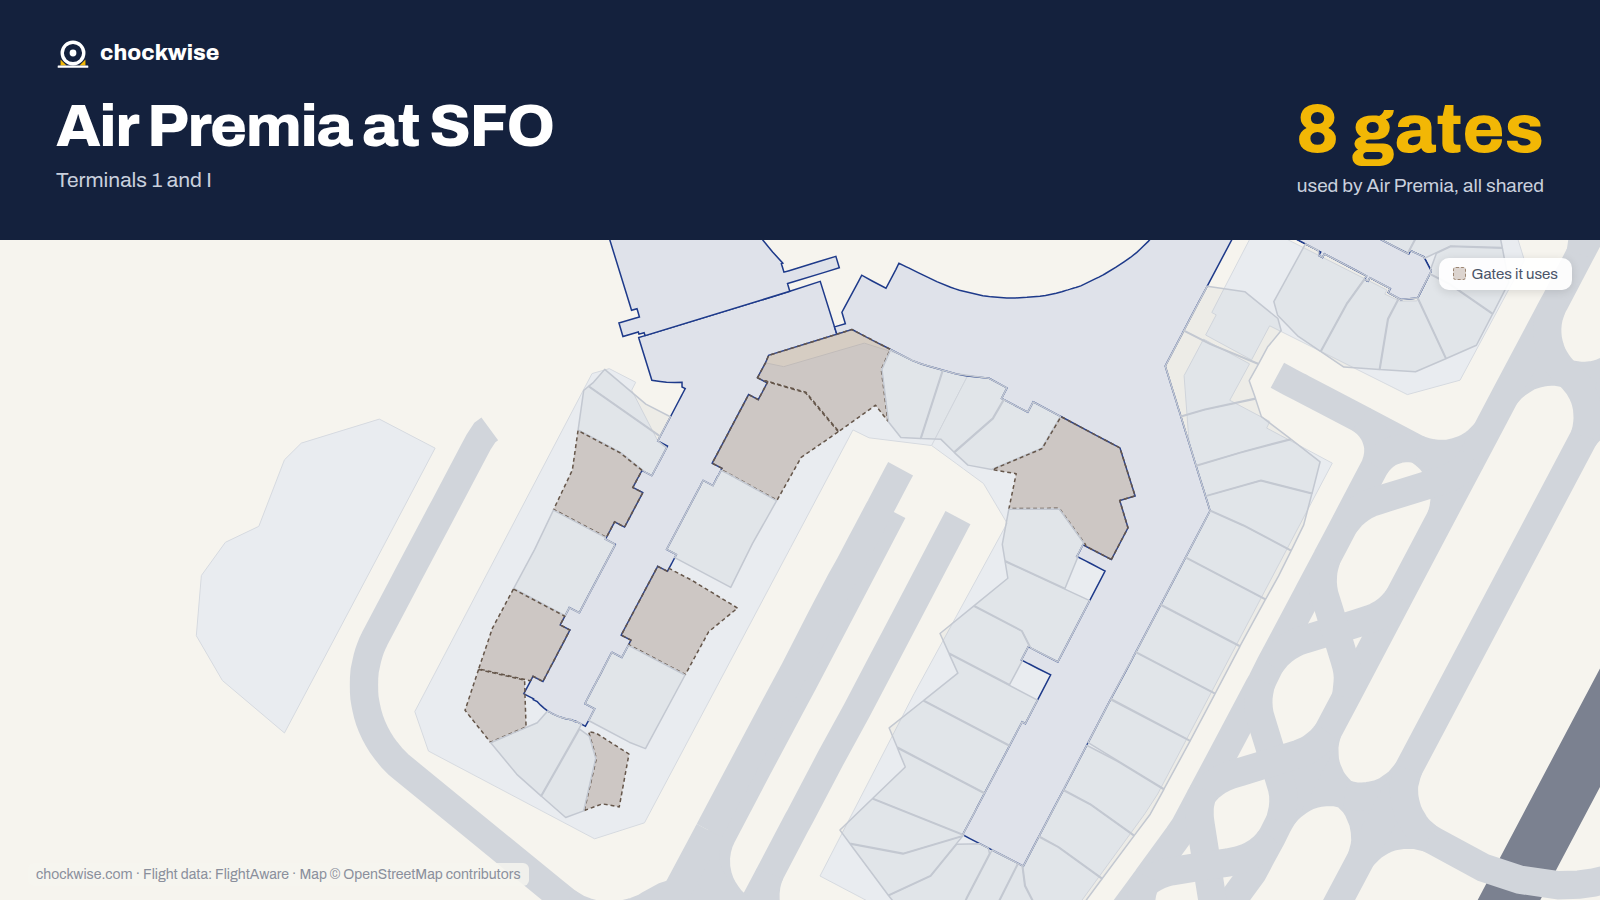 chockwise
Air Premia at SFO
Terminals 1 and I
8 gates
used by Air Premia, all shared
Gates it uses
chockwise.com · Flight data: FlightAware · Map © OpenStreetMap contributors